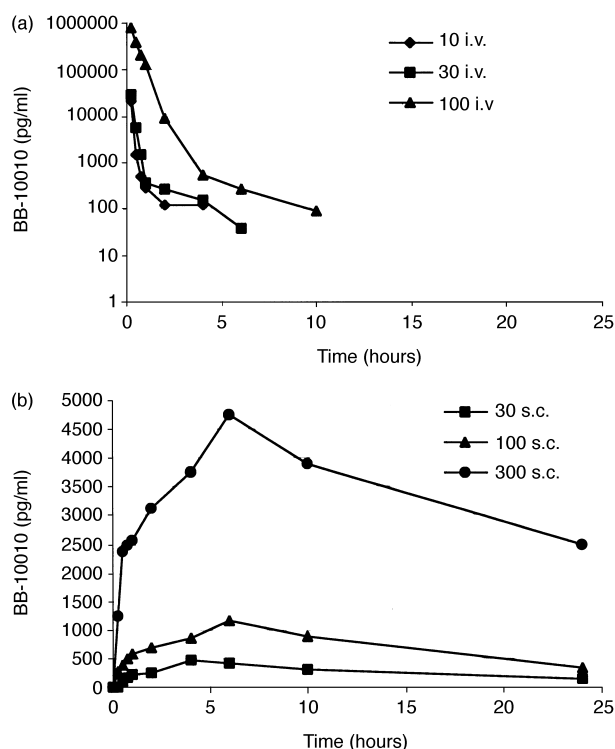 (a)
1000000
100000
10000
1000
100
10
1
BB-10010 (pg/ml)
10 i.v.
30 i.v.
100 i.v
0 5 10 15 20 25
Time (hours)
(b)
5000
4500
4000
3500
3000
2500
2000
1500
1000
500
0
BB-10010 (pg/ml)
30 s.c.
100 s.c.
300 s.c.
0 5 10 15 20 25
Time (hours)